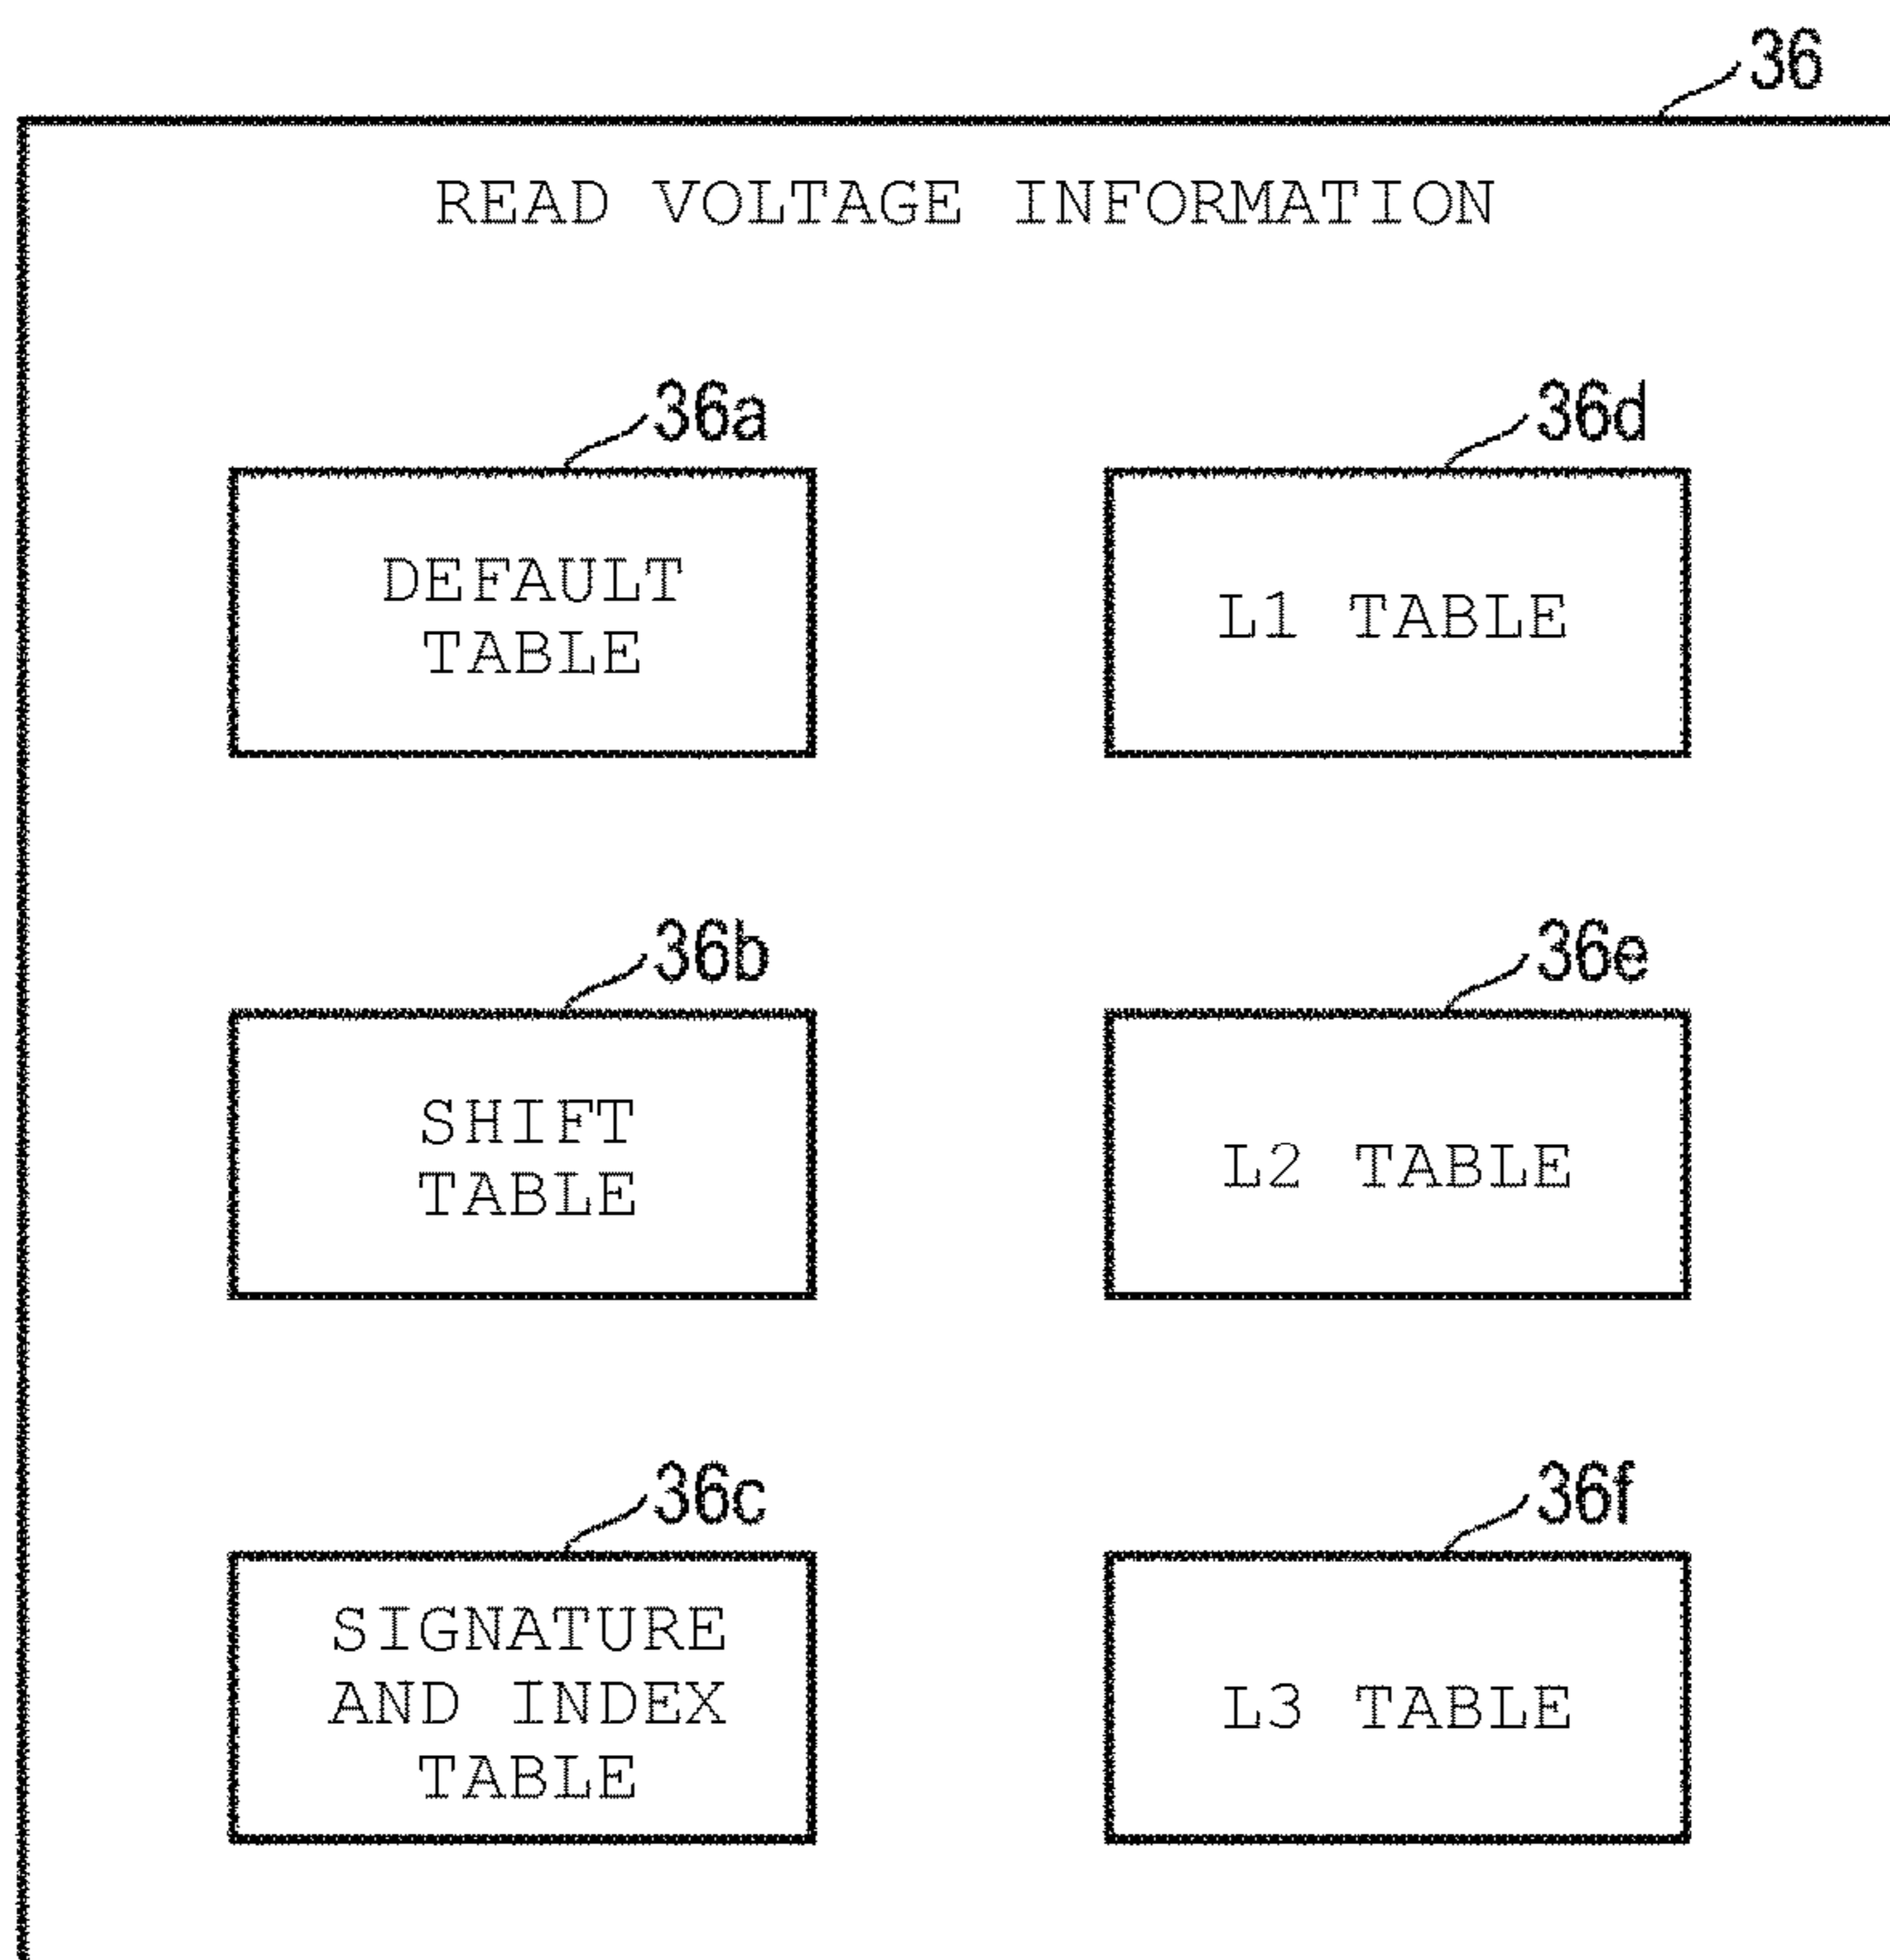 36
READ VOLTAGE INFORMATION
36a
DEFAULT
TABLE
36d
L1 TABLE
36b
SHIFT
TABLE
36e
L2 TABLE
36c
SIGNATURE
AND INDEX
TABLE
36f
L3 TABLE